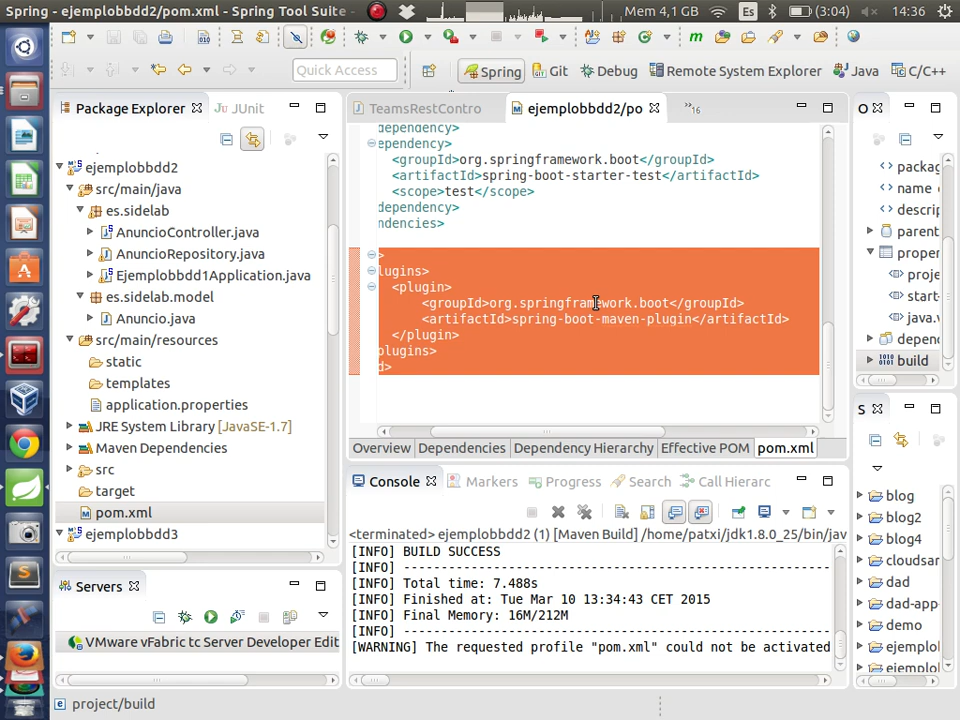 Spring - ejemplobbdd2/pom.xml - Spring Tool Suite -
Mem 4,1 GB
Es
(3:04)
14:36
Quick Access
Spring
Git
Debug
Remote System Explorer
Java
C/C++
Package Explorer
JUnit
ejemplobbdd2
src/main/java
es.sidelab
AnuncioController.java
AnuncioRepository.java
Ejemplobbdd1Application.java
es.sidelab.model
Anuncio.java
src/main/resources
static
templates
application.properties
JRE System Library [JavaSE-1.7]
Maven Dependencies
src
target
pom.xml
ejemplobbdd3
Servers
VMware vFabric tc Server Developer Edit
TeamsRestContro
ejemplobbdd2/po
16
dependency>
ependency>
<groupId>org.springframework.boot</groupId>
<artifactId>spring-boot-starter-test</artifactId>
<scope>test</scope>
dependency>
ndencies>
>
lugins>
<plugin>
<groupId>org.springframework.boot</groupId>
<artifactId>spring-boot-maven-plugin</artifactId>
</plugin>
plugins>
d>
Overview
Dependencies
Dependency Hierarchy
Effective POM
pom.xml
Console
Markers
Progress
Search
Call Hierarc
<terminated> ejemplobbdd2 (1) [Maven Build] /home/patxi/jdk1.8.0_25/bin/jav
[INFO] BUILD SUCCESS
[INFO] ------------------------------------------------------
[INFO] Total time: 7.488s
[INFO] Finished at: Tue Mar 10 13:34:43 CET 2015
[INFO] Final Memory: 16M/212M
[INFO] ------------------------------------------------------
[WARNING] The requested profile "pom.xml" could not be activated
O
packag
name
descrip
parent
proper
proje
start-
java.v
depend
build
S
blog
blog2
blog4
cloudsar
dad
dad-app
demo
ejemplol
ejemplol
project/build